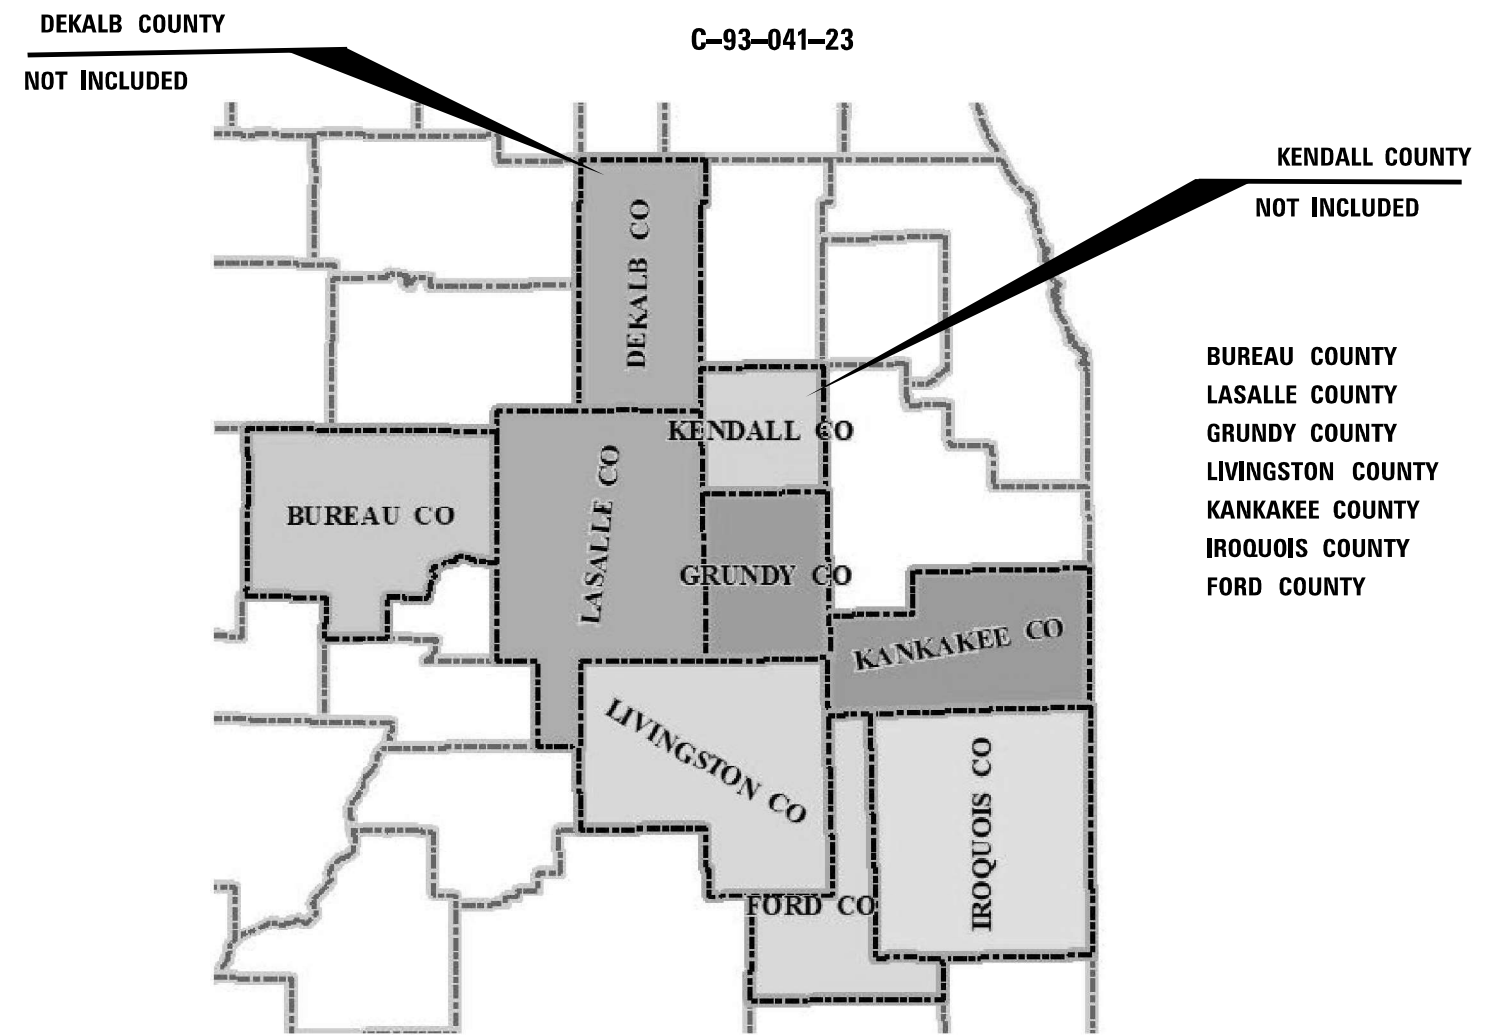 DEKALB COUNTY
NOT INCLUDED
C-93-041-23
KENDALL COUNTY
NOT INCLUDED
DEKALB CO
KENDALL CO
BUREAU CO
LASALLE CO
GRUNDY CO
KANKAKEE CO
LIVINGSTON CO
IROQUOIS CO
FORD CO
BUREAU COUNTY
LASALLE COUNTY
GRUNDY COUNTY
LIVINGSTON COUNTY
KANKAKEE COUNTY
IROQUOIS COUNTY
FORD COUNTY